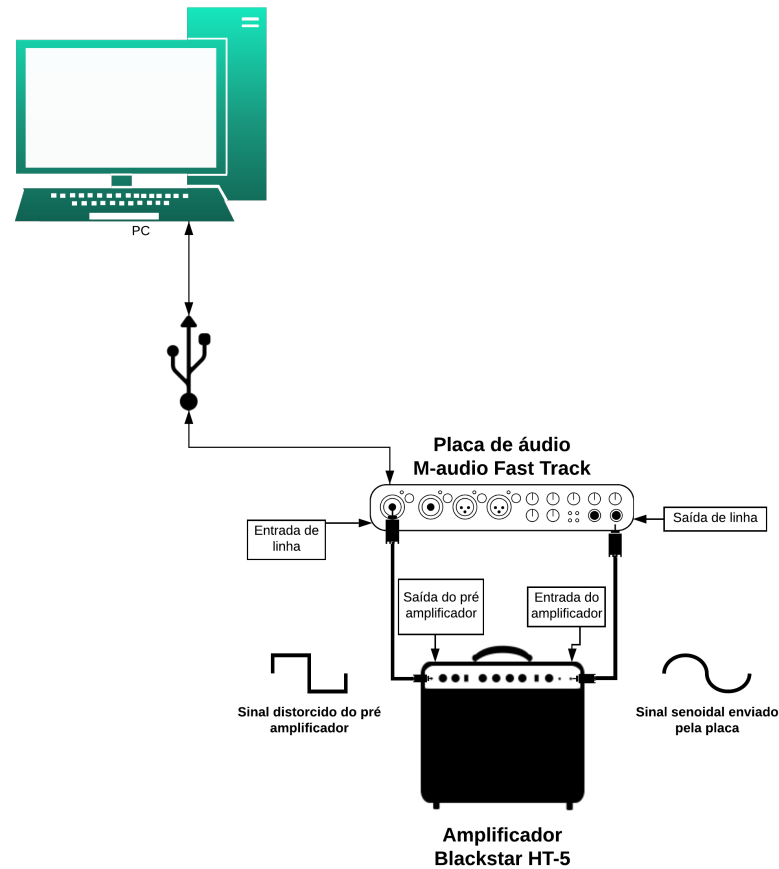 PC
Placa de áudio
M-audio Fast Track
Entrada de
linha
Saída de linha
Saída do pré
amplificador
Entrada do
amplificador
Sinal distorcido do pré
amplificador
Sinal senoidal enviado
pela placa
Amplificador
Blackstar HT-5